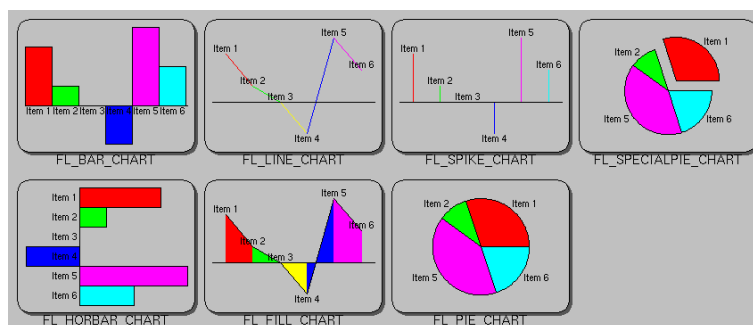 Item 1 Item 2 Item 3 Item 4 Item 5 Item 6
FL_BAR_CHART
Item 1
Item 2
Item 3
Item 4
Item 5
Item 6
FL_LINE_CHART
Item 1
Item 2
Item 3
Item 4
Item 5
Item 6
FL_SPIKE_CHART
Item 1
Item 2
Item 5
Item 6
FL_SPECIALPIE_CHART
Item 1
Item 2
Item 3
Item 4
Item 5
Item 6
FL_HORBAR_CHART
Item 1
Item 2
Item 3
Item 4
Item 5
Item 6
FL_FILL_CHART
Item 1
Item 2
Item 5
Item 6
FL_PIE_CHART